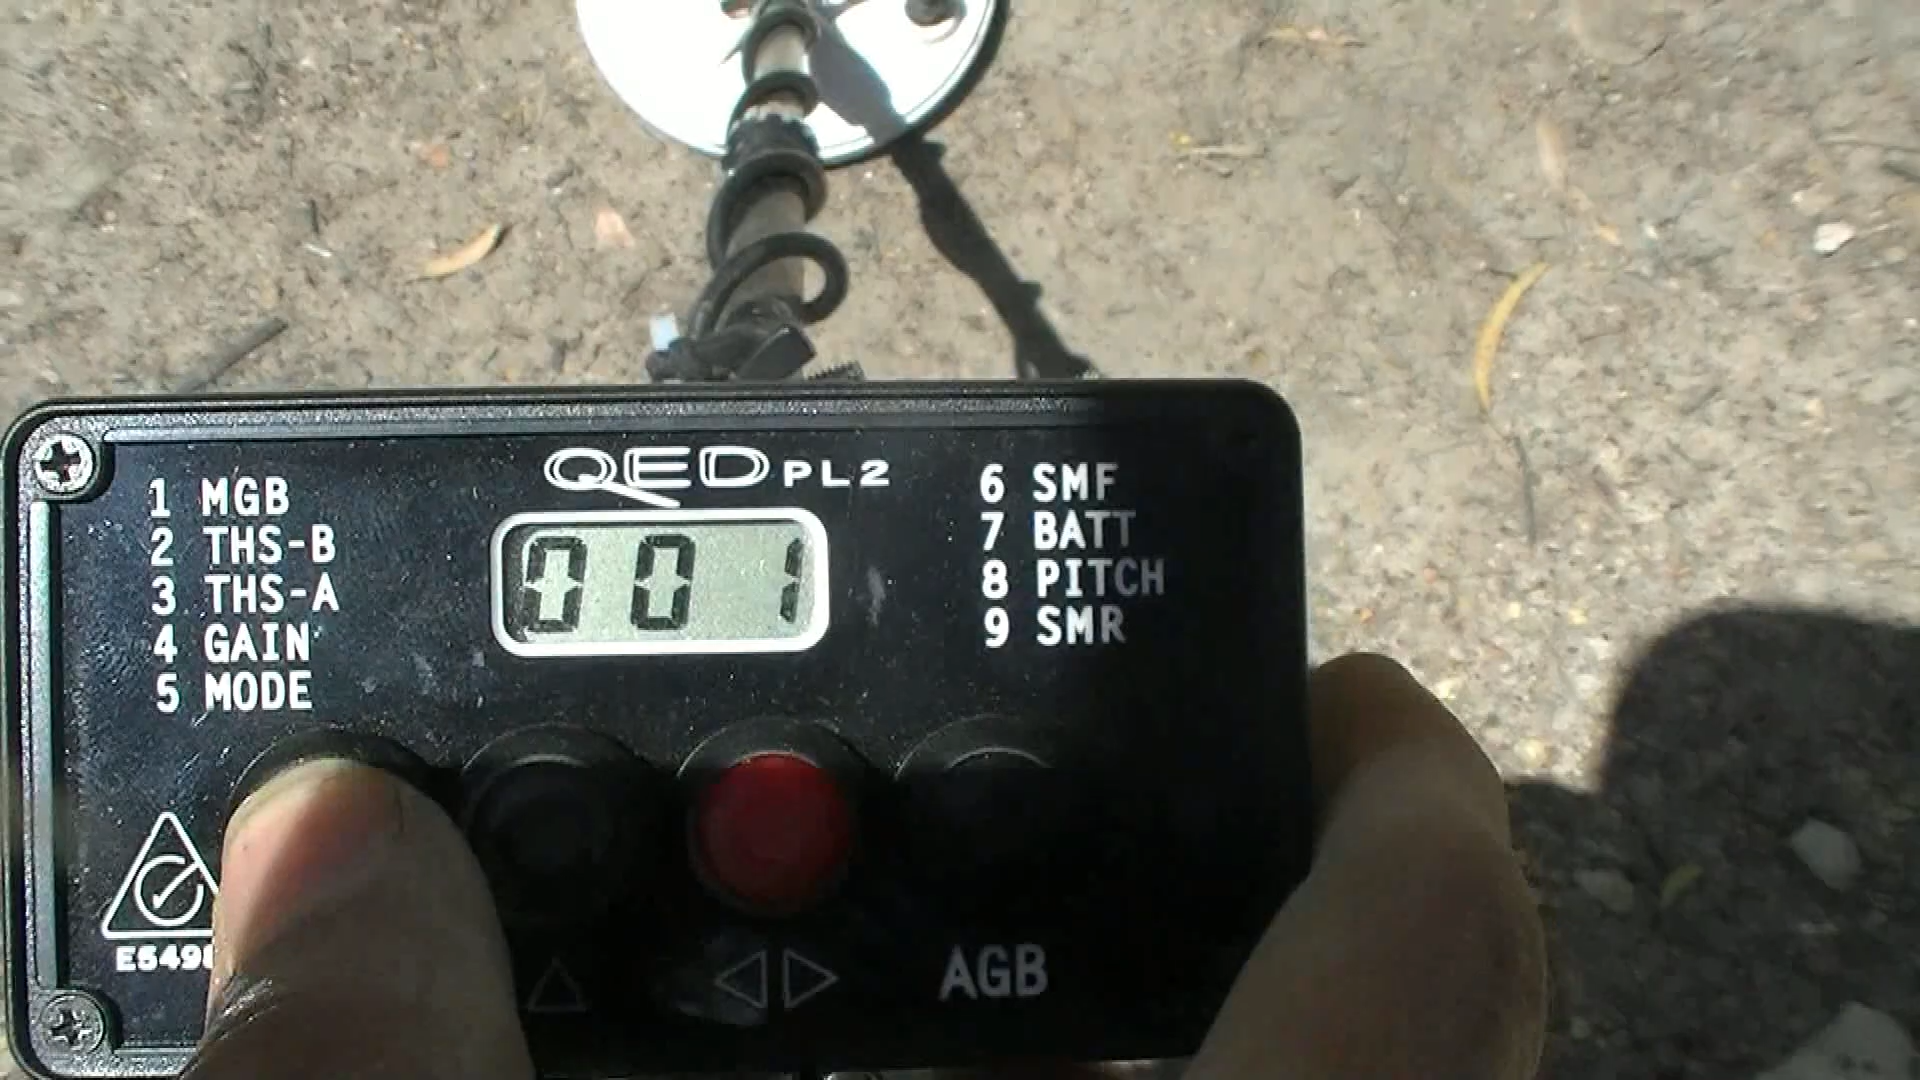 QED PL2
1 MGB
2 THS-B
3 THS-A
4 GAIN
5 MODE
001
6 SMF
7 BATT
8 PITCH
9 SMR
AGB